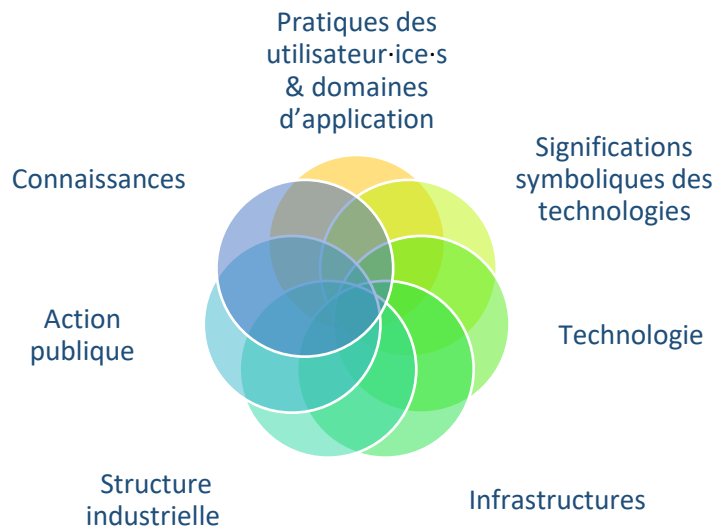 Pratiques des
utilisateur·ice·s
& domaines
d’application
Significations
symboliques des
technologies
Technologie
Infrastructures
Structure
industrielle
Action
publique
Connaissances